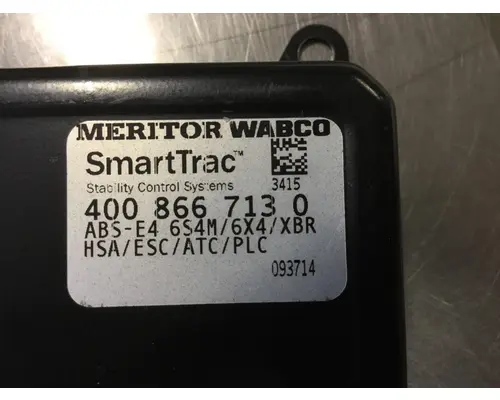 MERITOR WABCO
SmartTrac™
Stability Control Systems
3415
400 866 713 0
ABS-E4 6S4M/6X4/XBR
HSA/ESC/ATC/PLC
093714